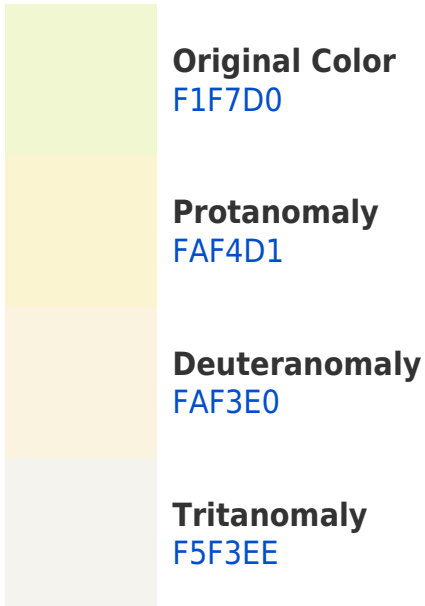 Original Color
F1F7D0
Protanomaly
FAF4D1
Deuteranomaly
FAF3E0
Tritanomaly
F5F3EE